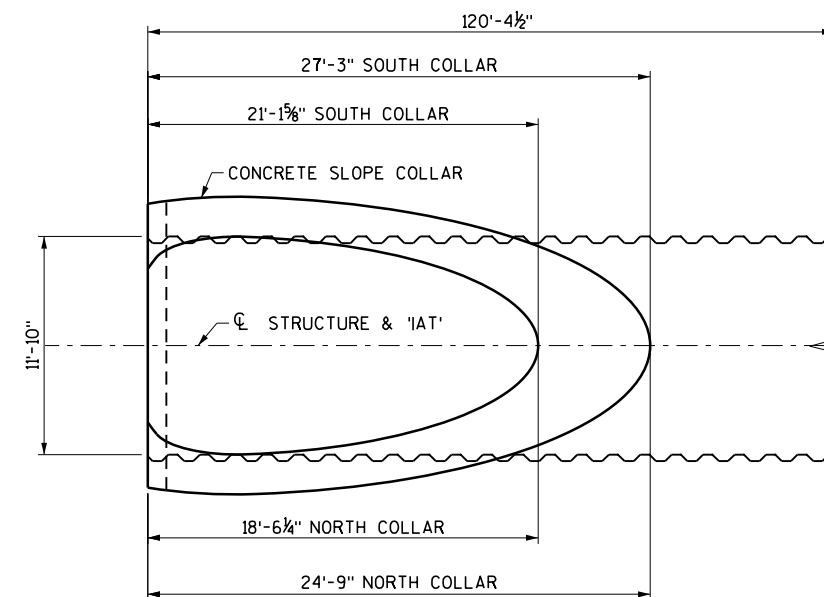 120'-4½"
27'-3" SOUTH COLLAR
21'-1⅝" SOUTH COLLAR
CONCRETE SLOPE COLLAR
℄ STRUCTURE & 'IAT'
11'-10"
18'-6¼" NORTH COLLAR
24'-9" NORTH COLLAR